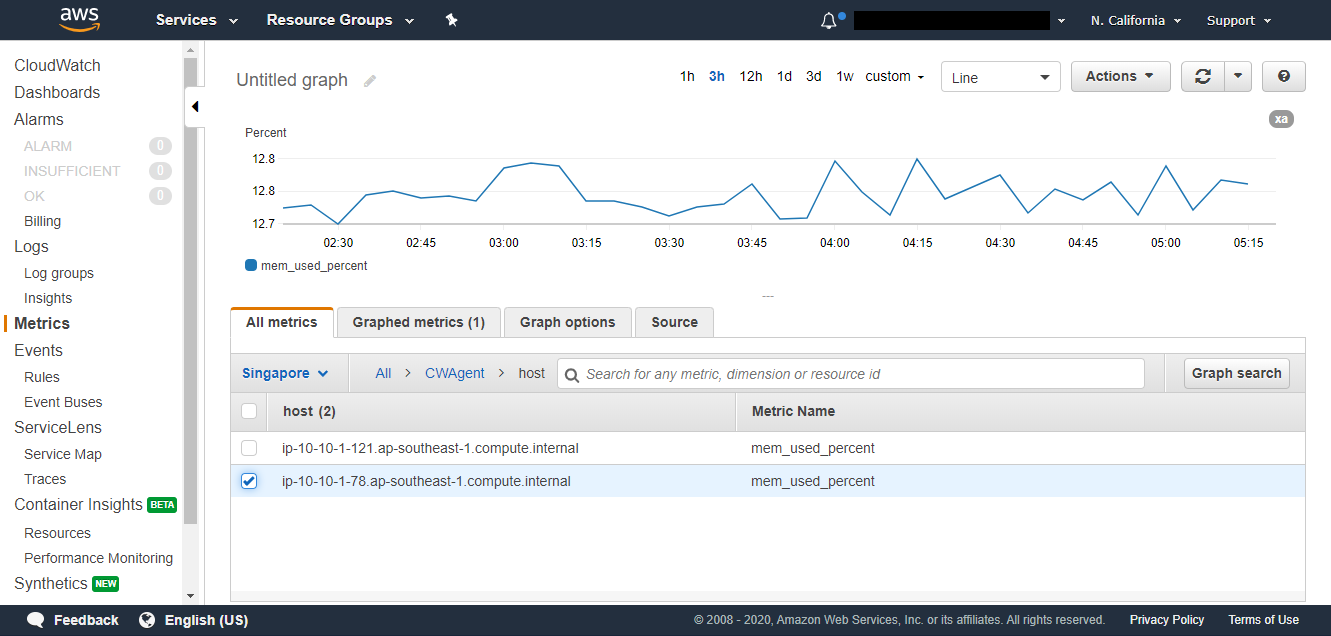 aws Services Resource Groups N. California Support
CloudWatch
Dashboards
Alarms
ALARM 0
INSUFFICIENT 0
OK 0
Billing
Logs
Log groups
Insights
Metrics
Events
Rules
Event Buses
ServiceLens
Service Map
Traces
Container Insights BETA
Resources
Performance Monitoring
Synthetics NEW
Untitled graph 1h 3h 12h 1d 3d 1w custom Line Actions ?
xa
Percent
12.8
12.8
12.7
02:30 02:45 03:00 03:15 03:30 03:45 04:00 04:15 04:30 04:45 05:00 05:15
mem_used_percent
---
All metrics Graphed metrics (1) Graph options Source
Singapore All > CWAgent > host Search for any metric, dimension or resource id Graph search
host (2) Metric Name
ip-10-10-1-121.ap-southeast-1.compute.internal mem_used_percent
ip-10-10-1-78.ap-southeast-1.compute.internal mem_used_percent
Feedback English (US) © 2008 - 2020, Amazon Web Services, Inc. or its affiliates. All rights reserved. Privacy Policy Terms of Use